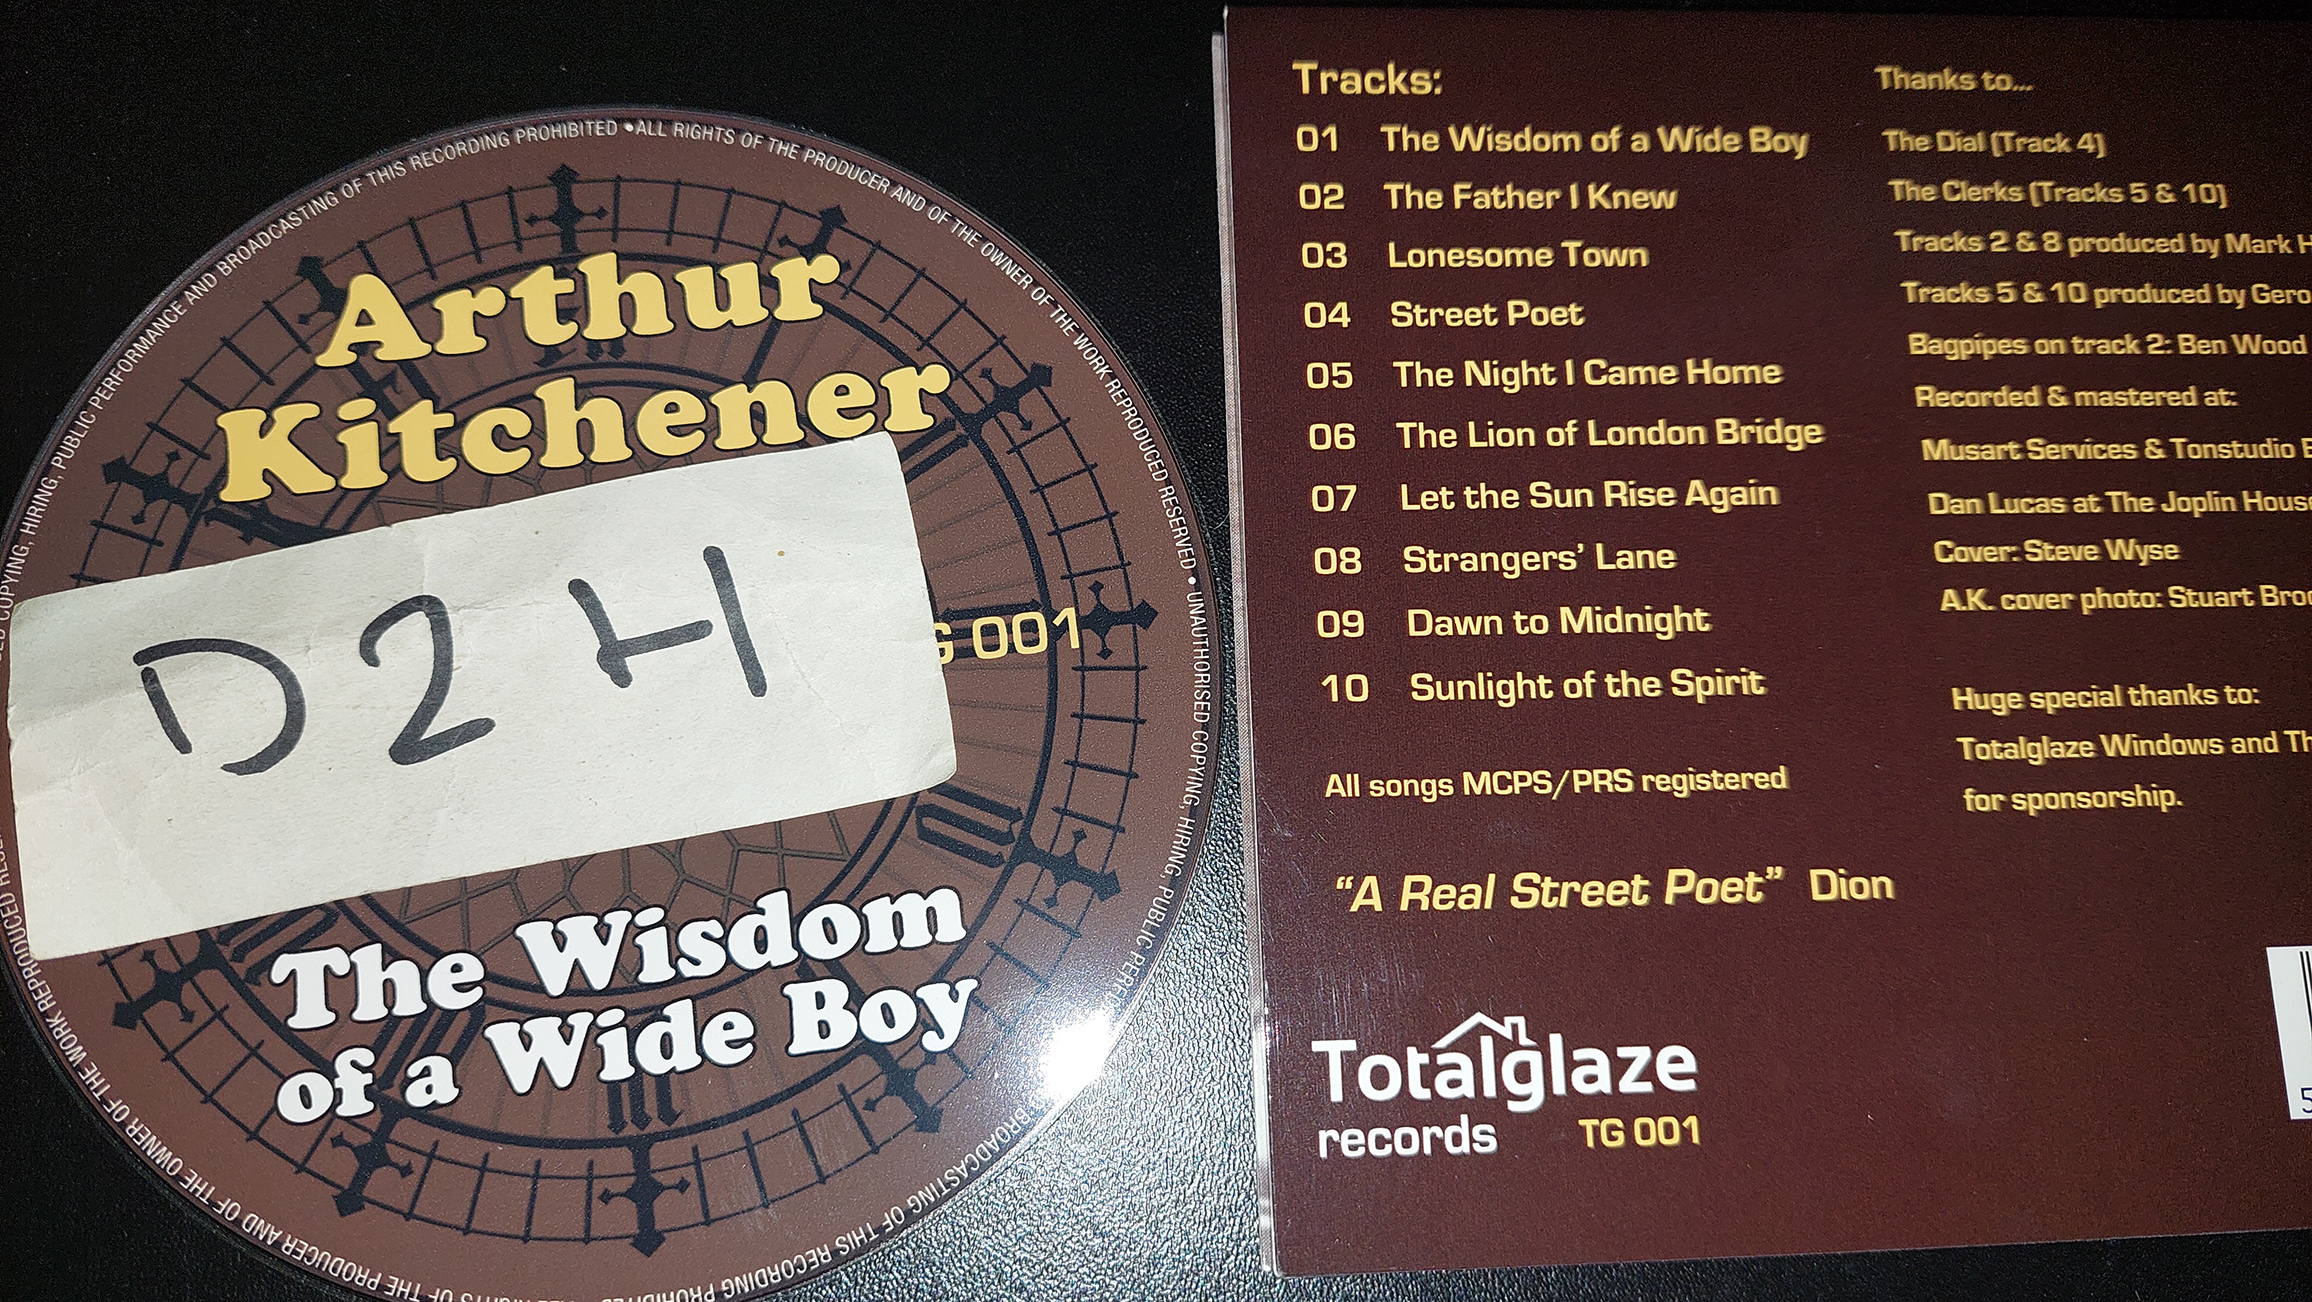 Arthur
Kitchener
D2H
001
The Wisdom
of a Wide Boy
UNAUTHORISED COPYING, HIRING, PUBLIC PERFORMANCE AND BROADCASTING OF THIS RECORDING PROHIBITED • ALL RIGHTS OF THE PRODUCER AND OF THE OWNER OF THE WORK REPRODUCED RESERVED •
Tracks:
01 The Wisdom of a Wide Boy
02 The Father I Knew
03 Lonesome Town
04 Street Poet
05 The Night I Came Home
06 The Lion of London Bridge
07 Let the Sun Rise Again
08 Strangers’ Lane
09 Dawn to Midnight
10 Sunlight of the Spirit
All songs MCPS/PRS registered
“A Real Street Poet” Dion
Totalglaze
records TG 001
Thanks to...
The Dial (Track 4)
The Clerks (Tracks 5 & 10)
Tracks 2 & 8 produced by Mark
Tracks 5 & 10 produced by
Bagpipes on track 2: Ben Wood
Recorded & mastered at:
Musart Services & Tonstudio
Dan Lucas at The Joplin House
Cover: Steve Wyse
A.K. cover photo: Stuart
Huge special thanks to:
Totalglaze Windows and
for sponsorship.
5